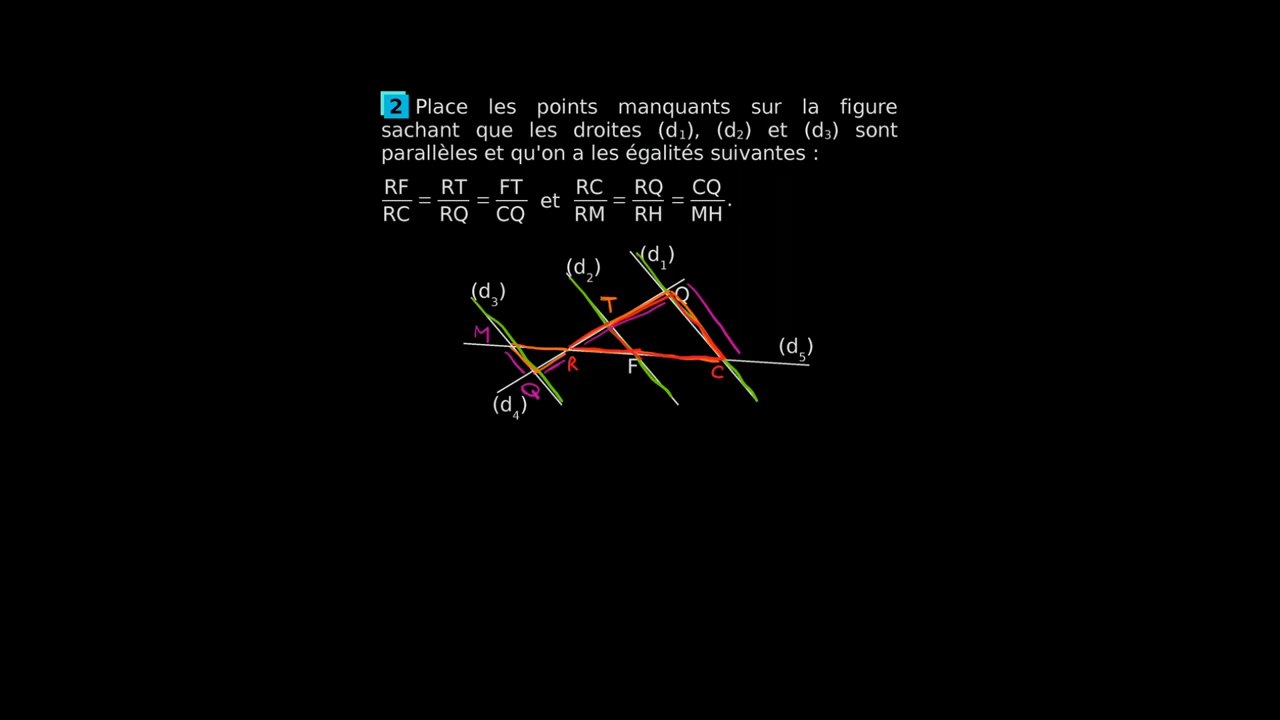 2 Place les points manquants sur la figure
sachant que les droites (d₁), (d₂) et (d₃) sont
parallèles et qu'on a les égalités suivantes :
RF/RC = RT/RQ = FT/CQ et RC/RM = RQ/RH = CQ/MH.
(d₁)
(d₂)
(d₃)
T
Q
M
(d₅)
R
F
C
Q
(d₄)